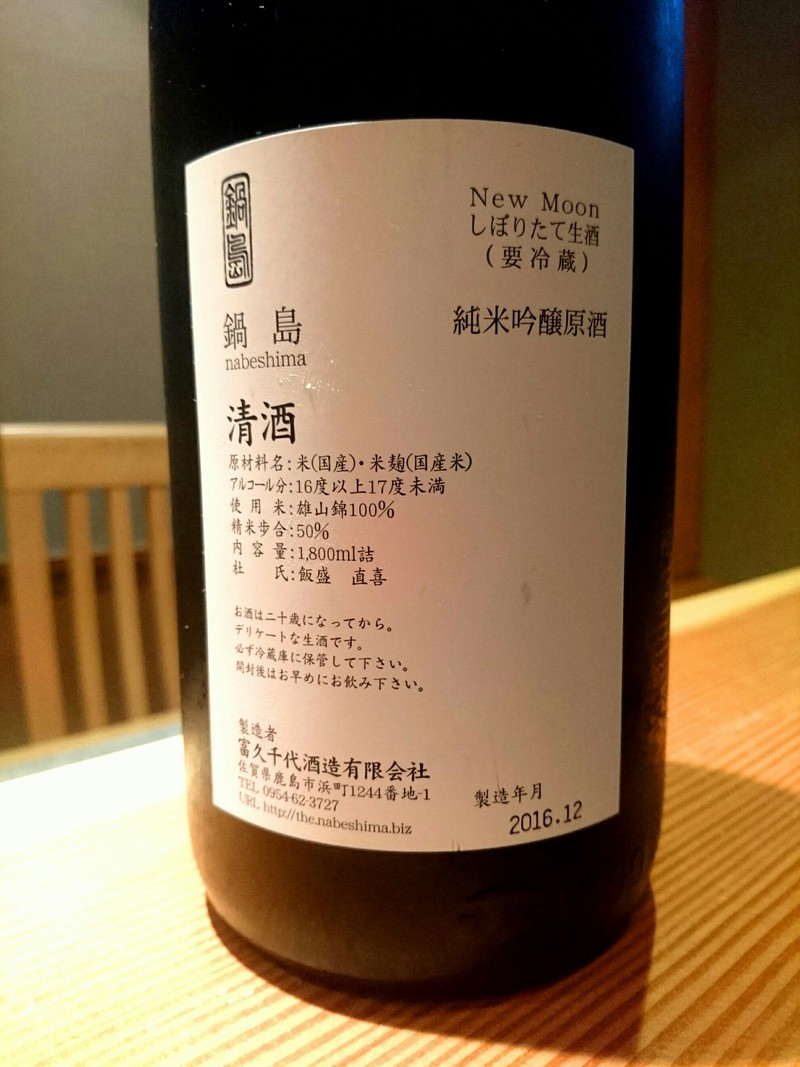 鍋島
New Moon
しぼりたて生酒
(要冷蔵)
鍋島
nabeshima
純米吟醸原酒
清酒
原材料名:米(国産)・米麹(国産米)
アルコール分:16度以上17度未満
使用米:雄山錦100%
精米歩合:50%
内容量:1,800ml詰
杜氏:飯盛 直喜
お酒は二十歳になってから。
デリケートな生酒です。
必ず冷蔵庫に保管して下さい。
開封後はお早めにお飲み下さい。
製造者
富久千代酒造有限会社
佐賀県鹿島市浜町1244番地-1
TEL 0954-62-3727
URL http://the.nabeshima.biz
製造年月
2016.12